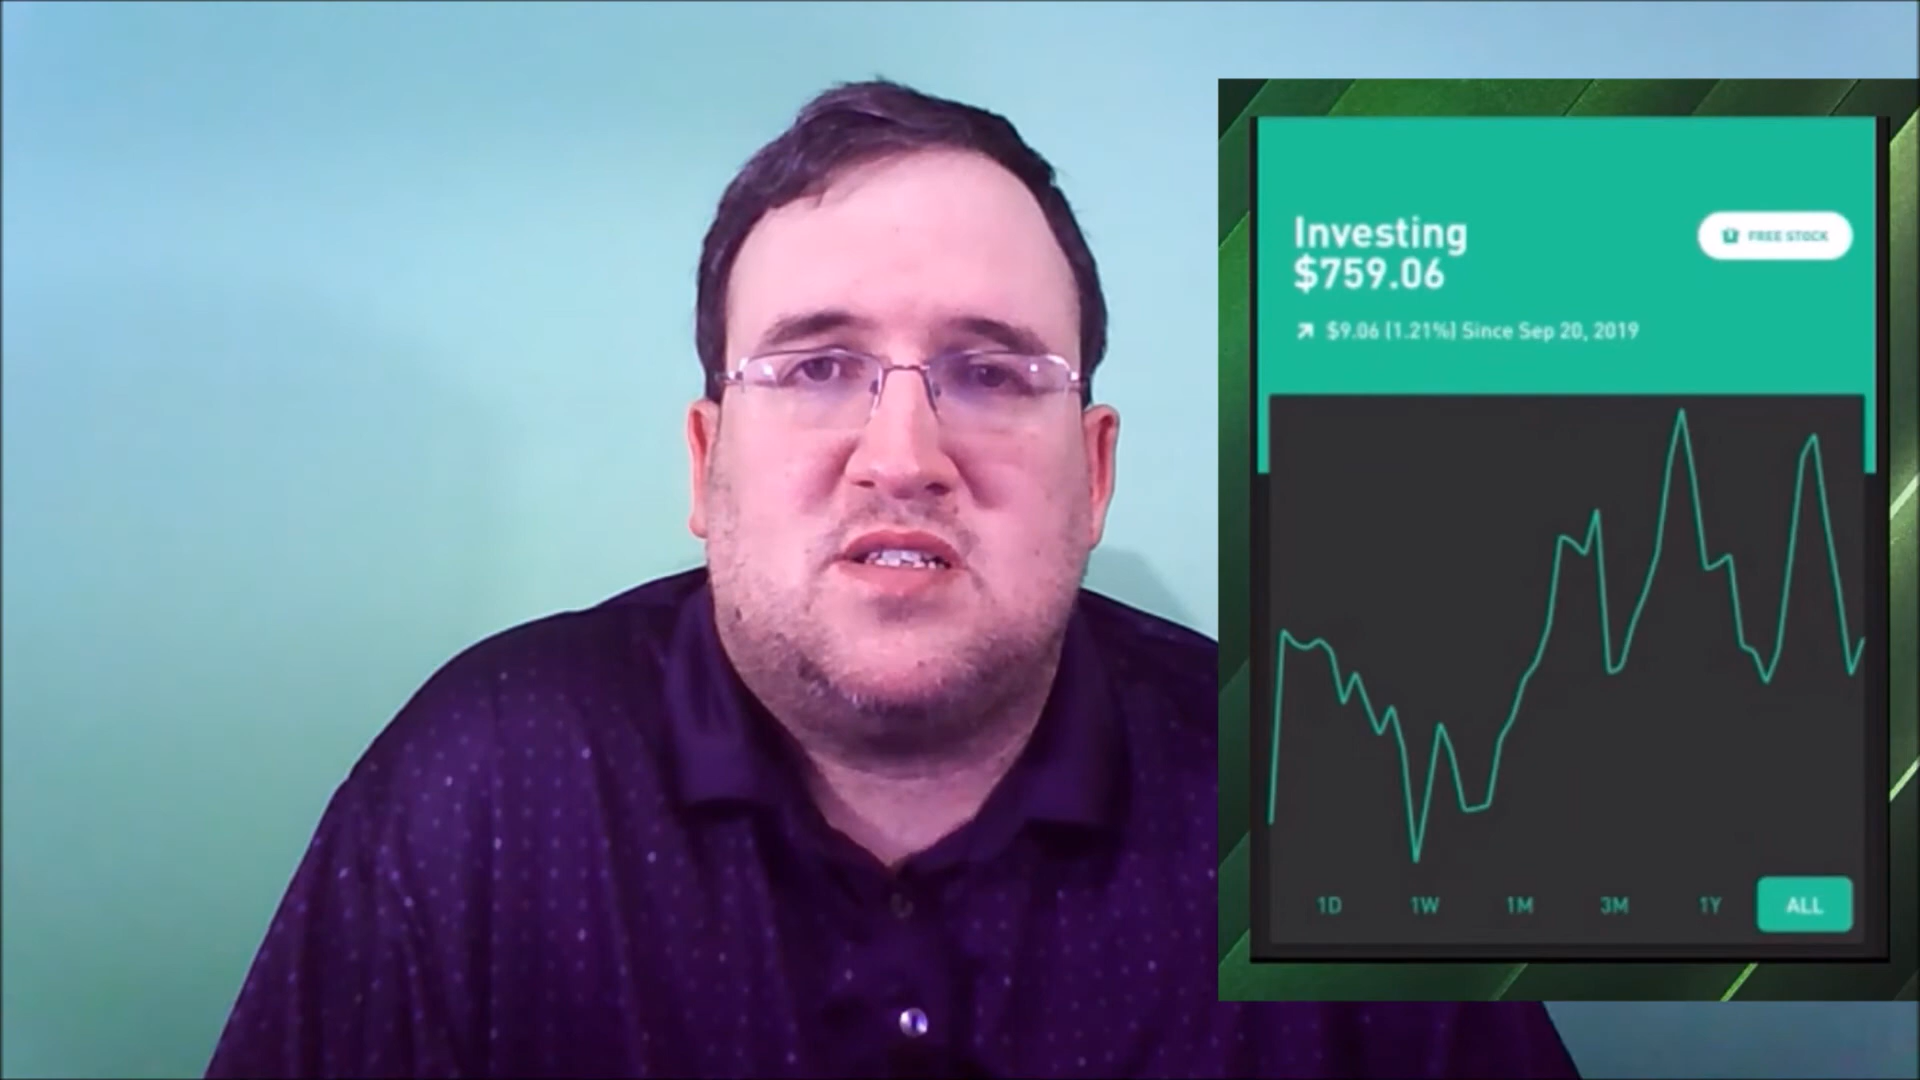 Investing
$759.06
FREE STOCK
$9.06 (1.21%) Since Sep 20, 2019
1D 1W 1M 3M 1Y ALL